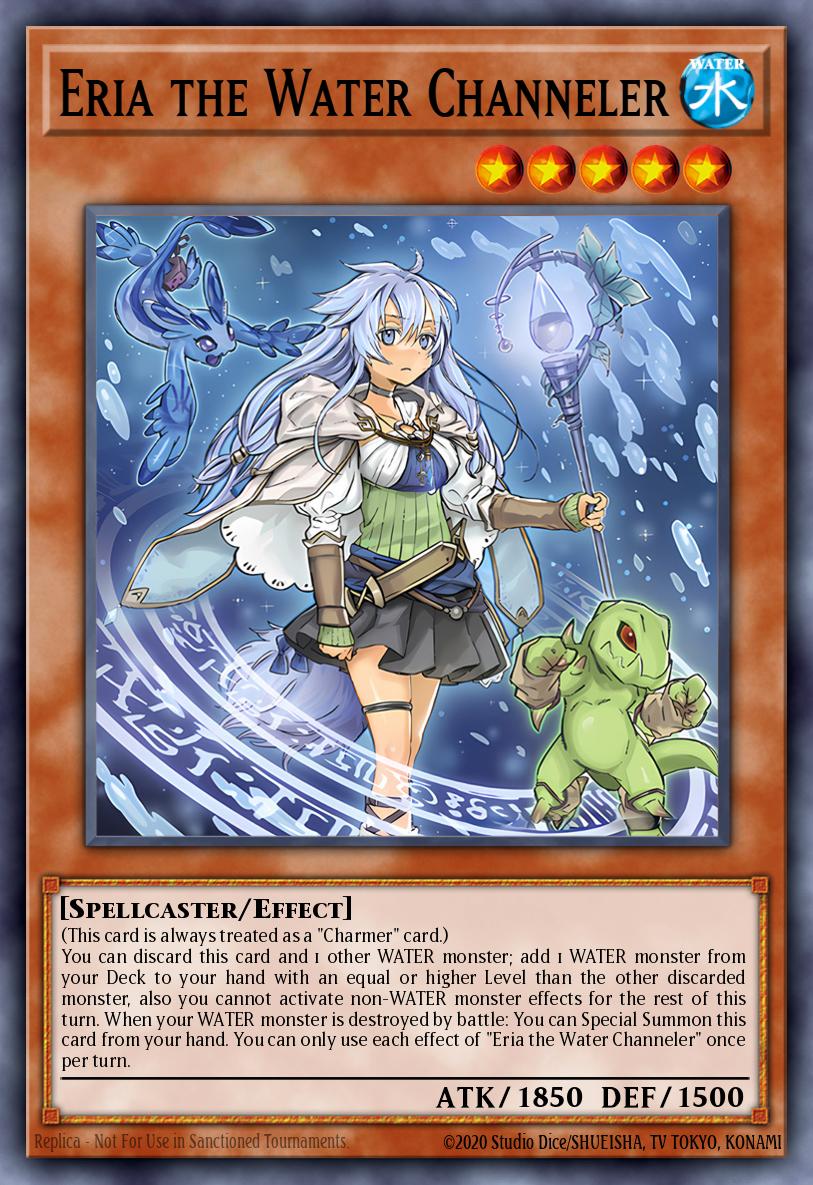 Eria the Water Channeler
WATER
水
[Spellcaster/Effect]
(This card is always treated as a "Charmer" card.)
You can discard this card and 1 other WATER monster; add 1 WATER monster from
your Deck to your hand with an equal or higher Level than the other discarded
monster, also you cannot activate non-WATER monster effects for the rest of this
turn. When your WATER monster is destroyed by battle: You can Special Summon this
card from your hand. You can only use each effect of "Eria the Water Channeler" once
per turn.
ATK/1850 DEF/1500
Replica - Not For Use in Sanctioned Tournaments.
©2020 Studio Dice/SHUEISHA, TV TOKYO, KONAMI